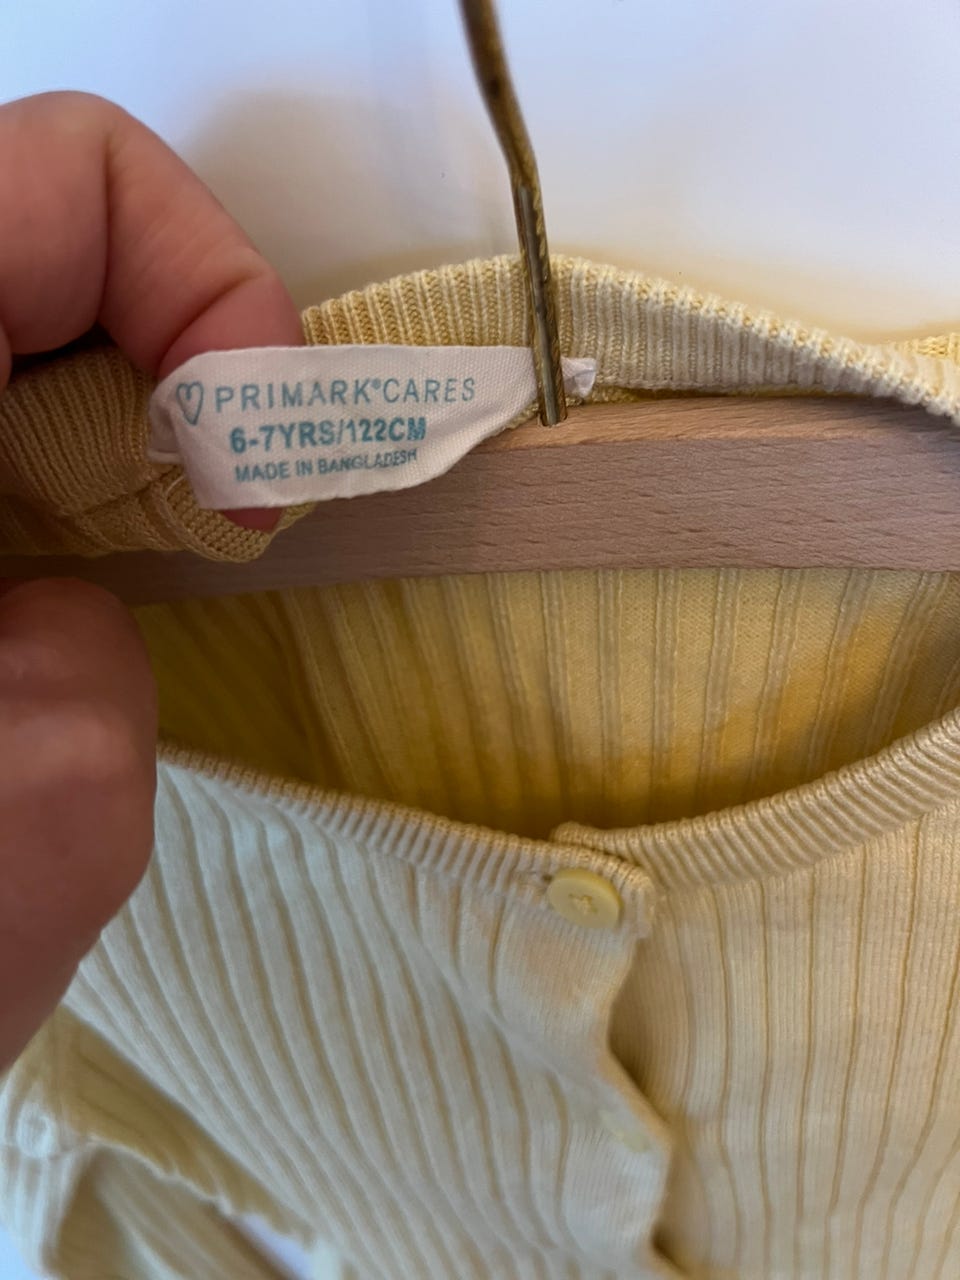 PRIMARK®CARES
6-7YRS/122CM
MADE IN BANGLADESH